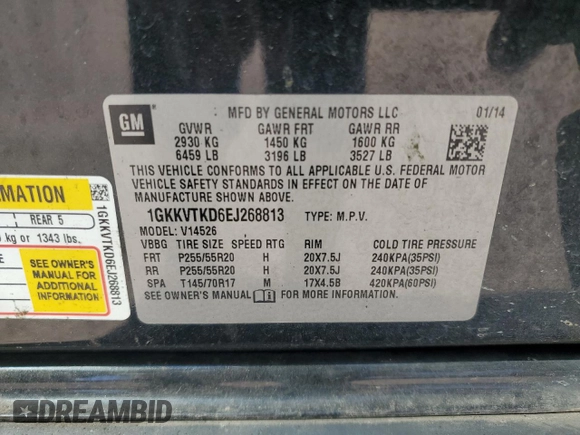 GM
MFD BY GENERAL MOTORS LLC 01/14
GVWR GAWR FRT GAWR RR
2930 KG 1450 KG 1600 KG
6459 LB 3196 LB 3527 LB
THIS VEHICLE CONFORMS TO ALL APPLICABLE U.S. FEDERAL MOTOR
VEHICLE SAFETY STANDARDS IN EFFECT ON THE DATE OF
MANUFACTURE SHOWN ABOVE.
1GKKVTKD6EJ268813 TYPE: M.P.V.
MODEL: V14526
VBBG TIRE SIZE SPEED RTG RIM COLD TIRE PRESSURE
FRT P255/55R20 H 20X7.5J 240KPA(35PSI)
RR P255/55R20 H 20X7.5J 240KPA(35PSI)
SPA T145/70R17 M 17X4.5B 420KPA(60PSI)
SEE OWNER'S MANUAL FOR MORE INFORMATION
REAR 5
kg or 1343 lbs.
SEE OWNER'S
MANUAL FOR
ADDITIONAL
INFORMATION
1GKKVTKD6EJ268813
DREAMBID